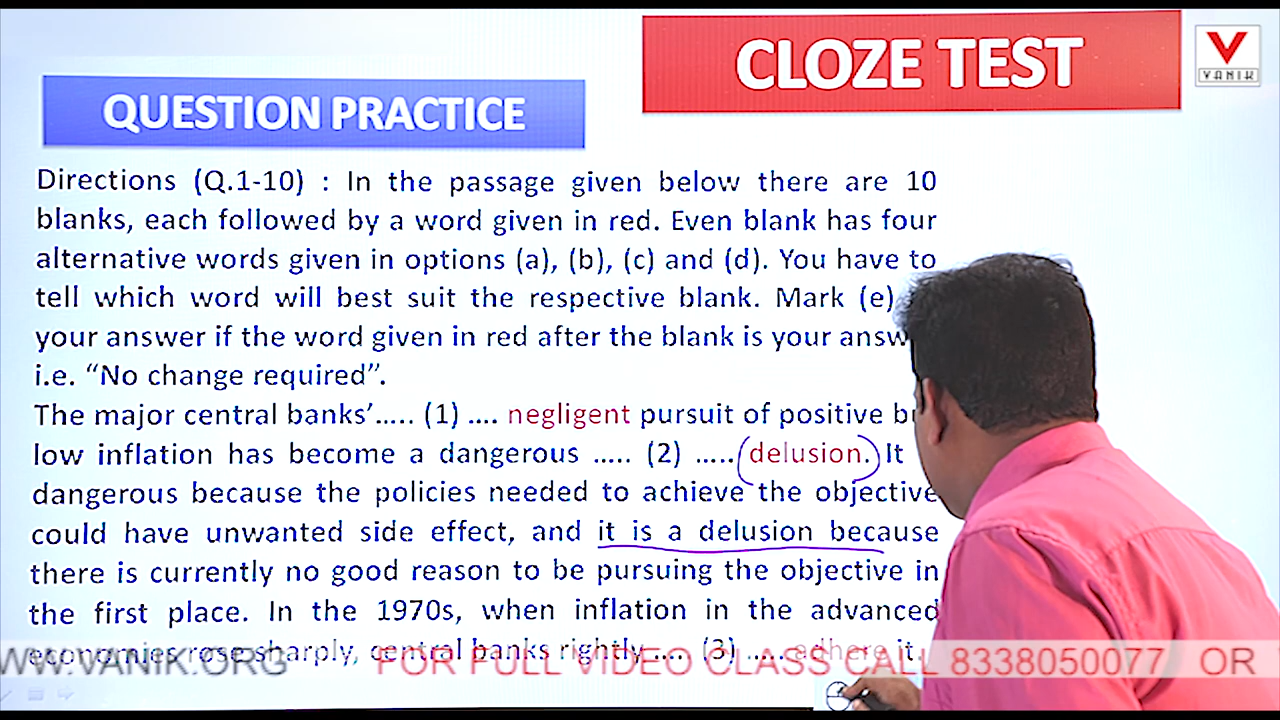 CLOZE TEST
VANIK
QUESTION PRACTICE
Directions (Q.1-10) : In the passage given below there are 10
blanks, each followed by a word given in red. Even blank has four
alternative words given in options (a), (b), (c) and (d). You have to
tell which word will best suit the respective blank. Mark (e)
your answer if the word given in red after the blank is your
i.e. “No change required”.
The major central banks’..... (1) .... negligent pursuit of positive
low inflation has become a dangerous ..... (2) ..... delusion. It
dangerous because the policies needed to achieve the objective
could have unwanted side effect, and it is a delusion because
there is currently no good reason to be pursuing the objective in
the first place. In the 1970s, when inflation in the advanced
economies rose sharply, central banks rightly .... (3) ..... adhere it.
WWW.VANIK.ORG FOR FULL VIDEO CLASS CALL 8338050077 OR